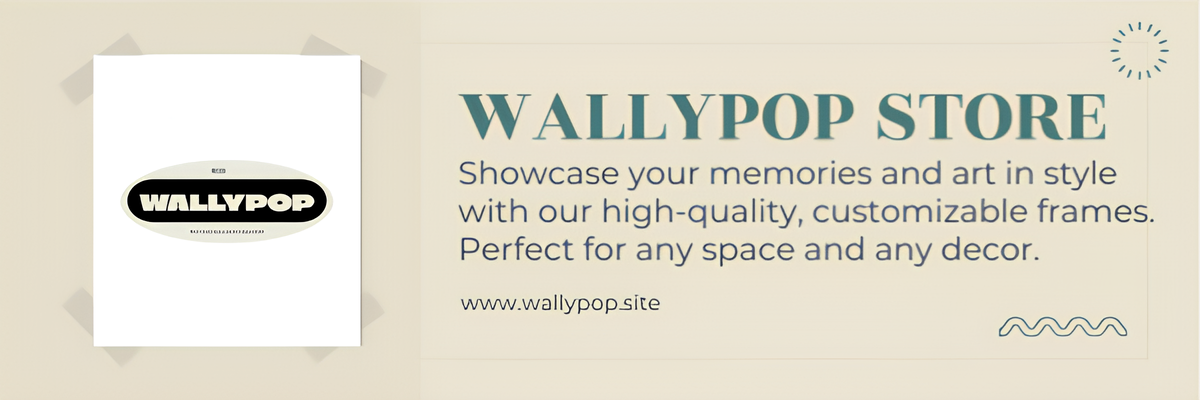 WALLYPOP
WALLYPOP STORE
Showcase your memories and art in style
with our high-quality, customizable frames.
Perfect for any space and any decor.
www.wallypop.site